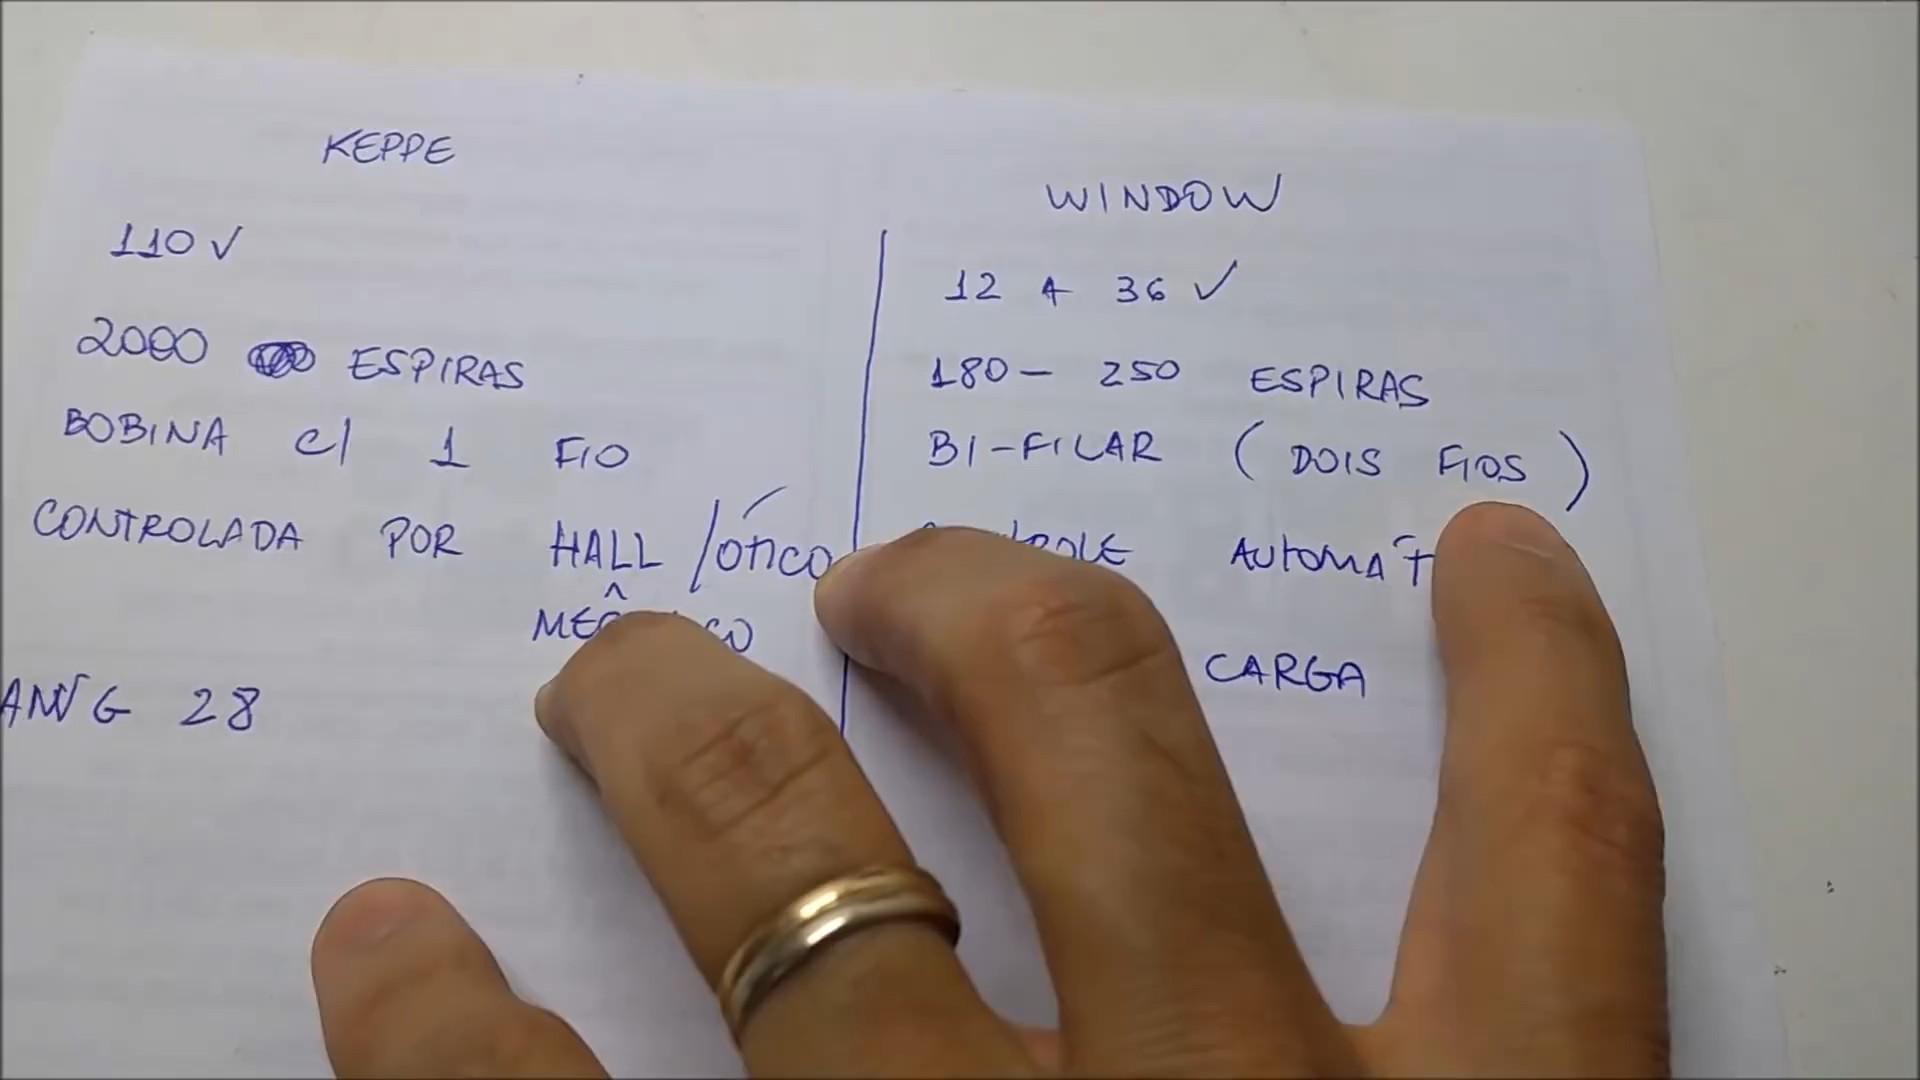 KEPPE
110 V
2000 ESPIRAS
BOBINA c/ 1 FIO
CONTROLADA POR HALL / ÓTICO
AWG 28
WINDOW
12 A 36 V
180 - 250 ESPIRAS
BI-FILAR ( DOIS FIOS )
CARGA